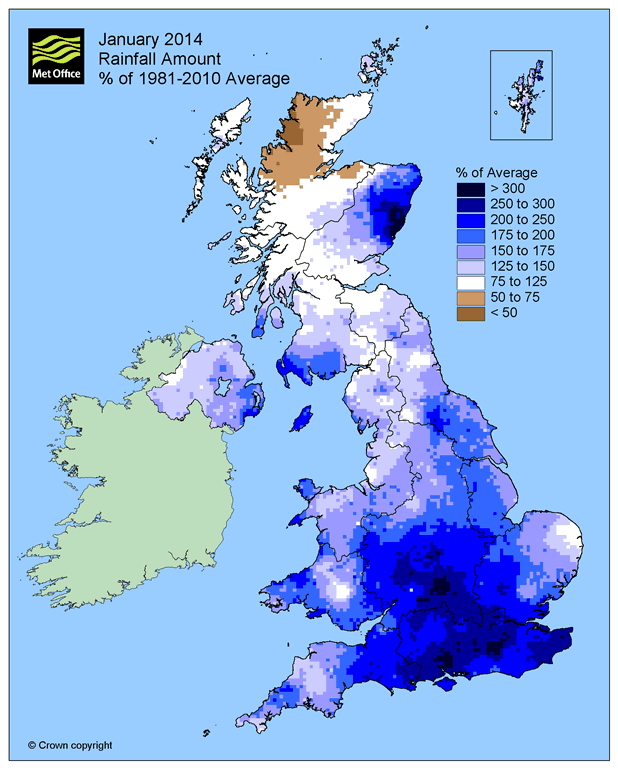 January 2014
Rainfall Amount
% of 1981-2010 Average
Met Office
% of Average
> 300
250 to 300
200 to 250
175 to 200
150 to 175
125 to 150
75 to 125
50 to 75
< 50
© Crown copyright